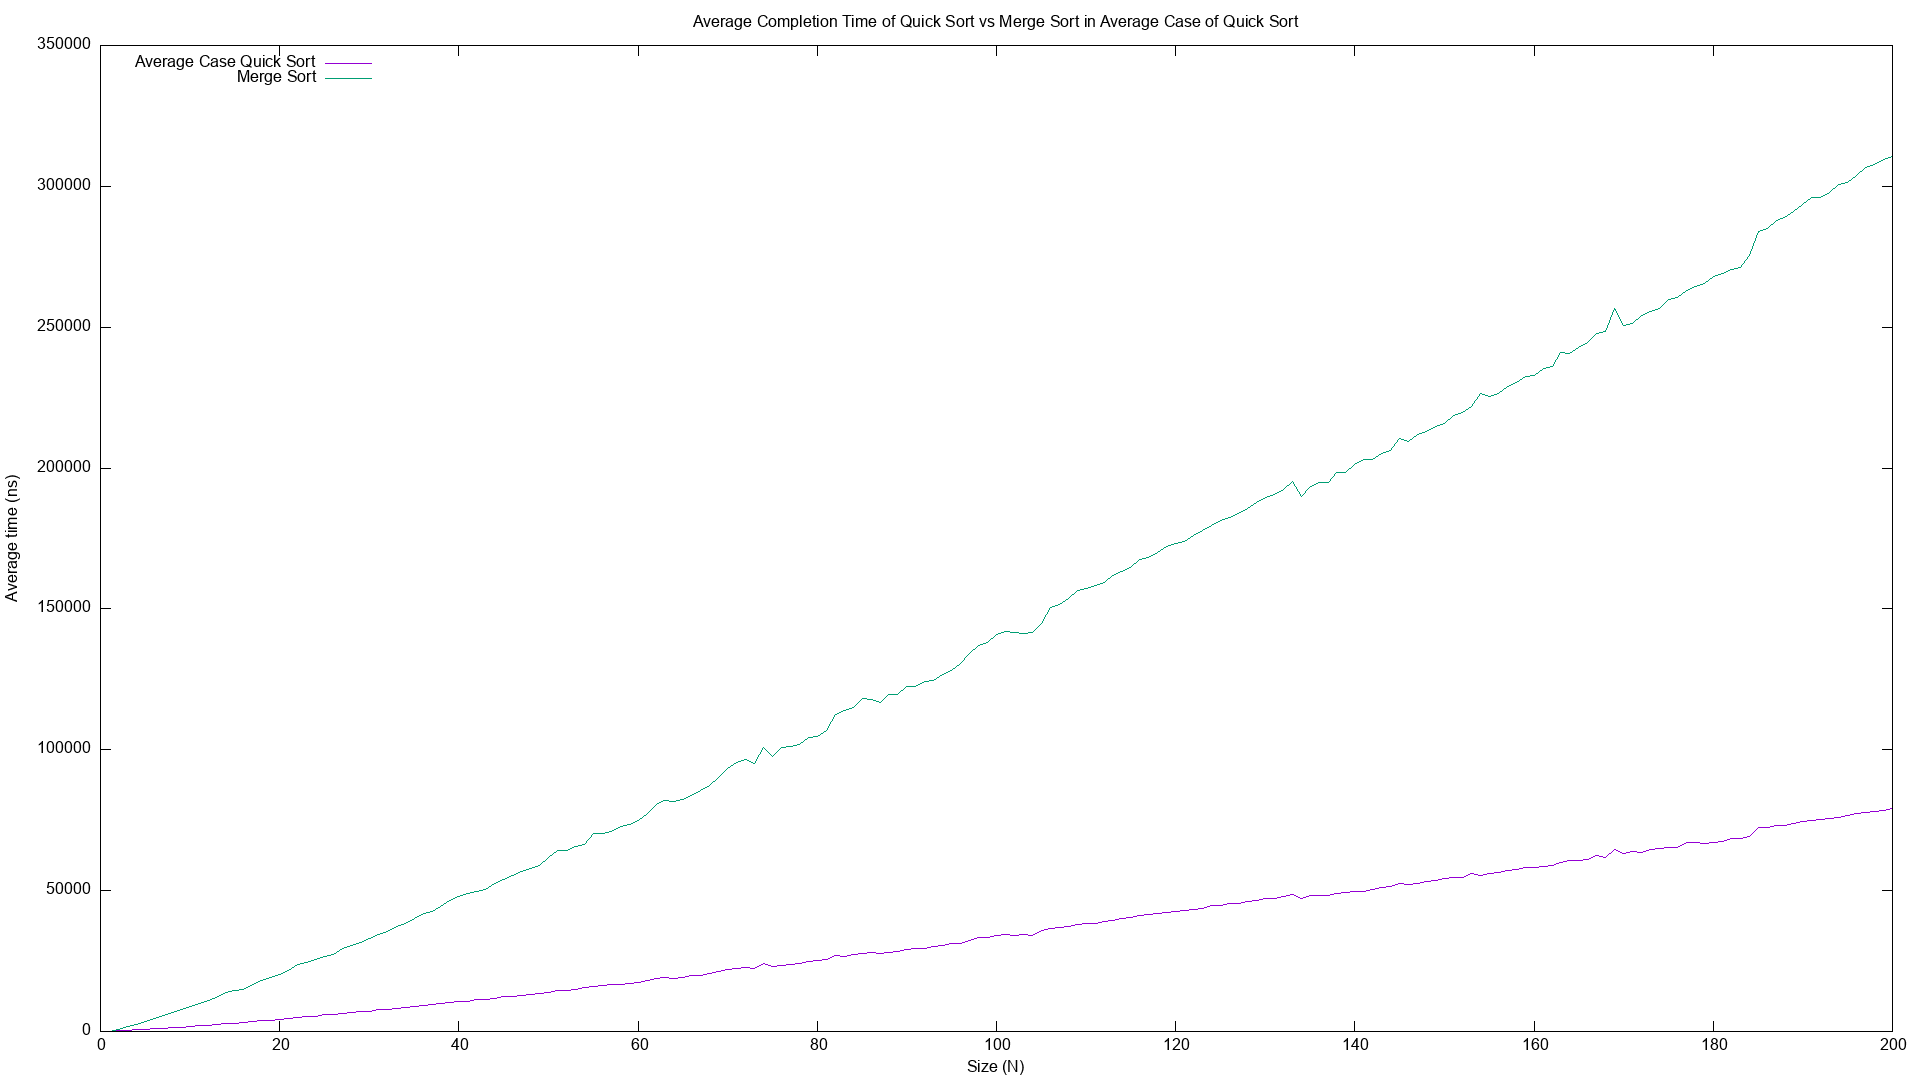 Average Completion Time of Quick Sort vs Merge Sort in Average Case of Quick Sort
350000
Average Case Quick Sort
Merge Sort
300000
250000
200000
150000
100000
50000
0
Average time (ns)
0 20 40 60 80 100 120 140 160 180 200
Size (N)